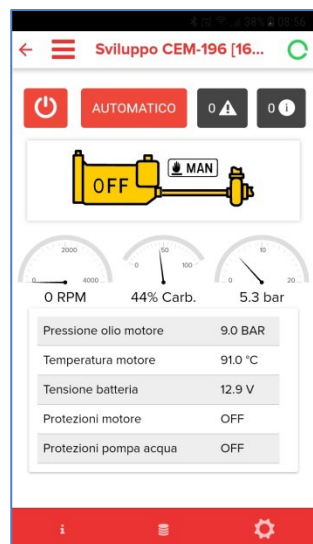 38% 08:56
Sviluppo CEM-196 [16...
AUTOMATICO
0
0
MAN
OFF
2000
0
4000
50
0
100
10
0
20
0 RPM
44% Carb.
5.3 bar
Pressione olio motore 9.0 BAR
Temperatura motore 91.0 °C
Tensione batteria 12.9 V
Protezioni motore OFF
Protezioni pompa acqua OFF